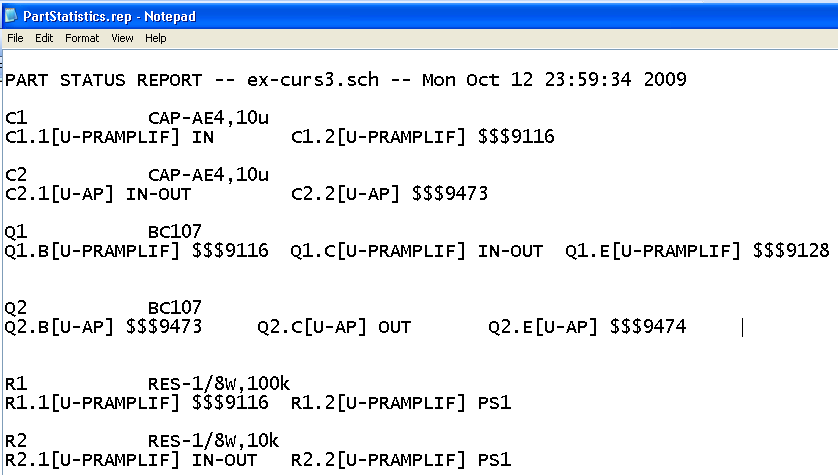 PartStatistics.rep - Notepad
File Edit Format View Help
PART STATUS REPORT -- ex-curs3.sch -- Mon Oct 12 23:59:34 2009
C1 CAP-AE4,10u
C1.1[U-PRAMPLIF] IN C1.2[U-PRAMPLIF] $$$9116
C2 CAP-AE4,10u
C2.1[U-AP] IN-OUT C2.2[U-AP] $$$9473
Q1 BC107
Q1.B[U-PRAMPLIF] $$$9116 Q1.C[U-PRAMPLIF] IN-OUT Q1.E[U-PRAMPLIF] $$$9128
Q2 BC107
Q2.B[U-AP] $$$9473 Q2.C[U-AP] OUT Q2.E[U-AP] $$$9474
R1 RES-1/8W,100k
R1.1[U-PRAMPLIF] $$$9116 R1.2[U-PRAMPLIF] PS1
R2 RES-1/8W,10k
R2.1[U-PRAMPLIF] IN-OUT R2.2[U-PRAMPLIF] PS1